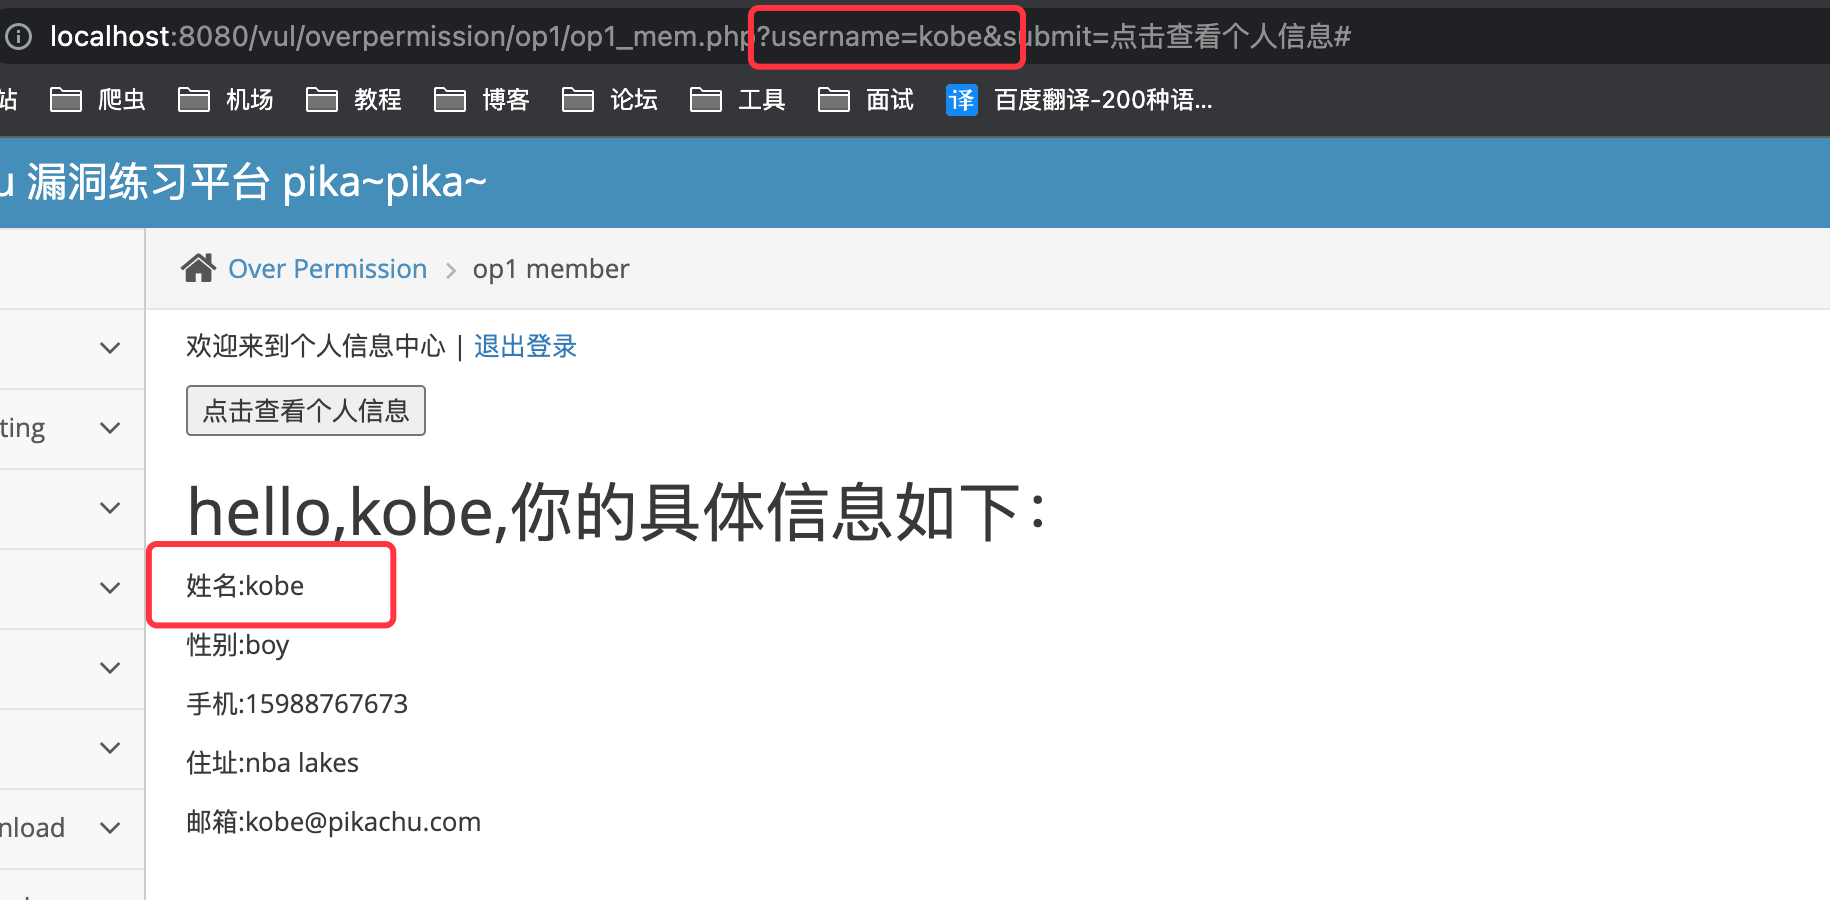 localhost:8080/vul/overpermission/op1/op1_mem.php?username=kobe&submit=点击查看个人信息#
站 爬虫 机场 教程 博客 论坛 工具 面试 译 百度翻译-200种语...
u 漏洞练习平台 pika~pika~
Over Permission > op1 member
欢迎来到个人信息中心 | 退出登录
点击查看个人信息
ting
hello,kobe,你的具体信息如下：
姓名:kobe
性别:boy
手机:15988767673
住址:nba lakes
邮箱:kobe@pikachu.com
nload